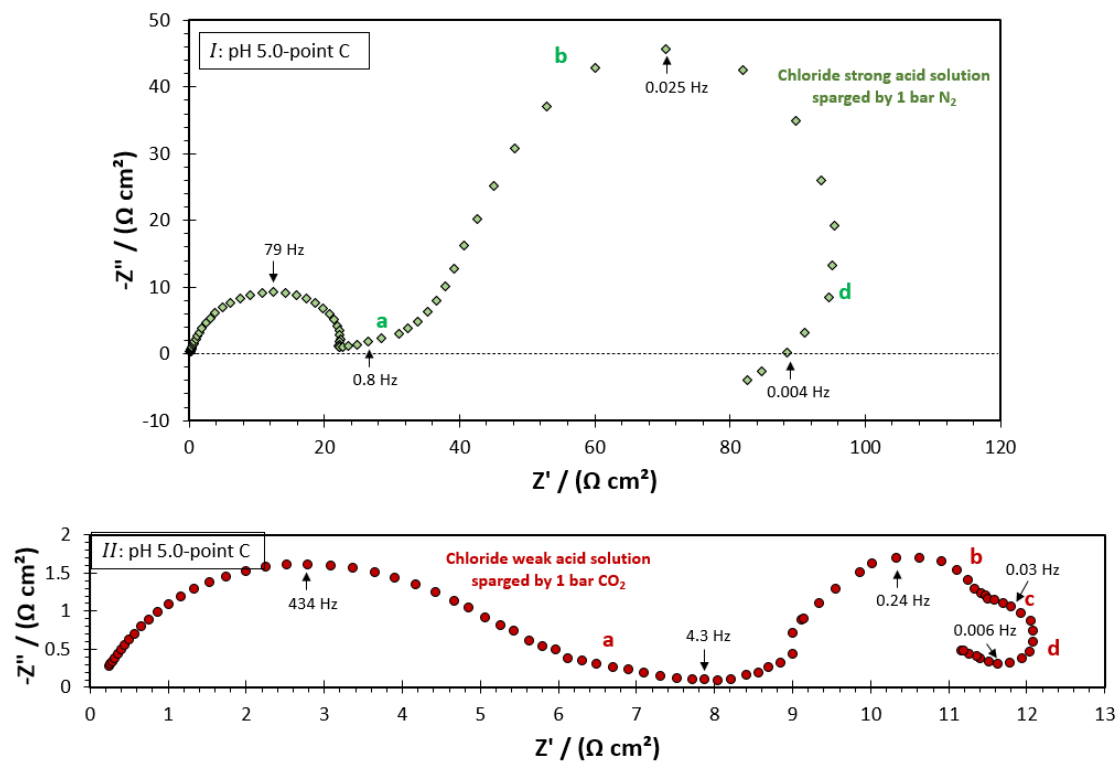 I: pH 5.0-point C
Chloride strong acid solution
sparged by 1 bar N₂
50
40
30
20
10
0
-10
-Z" / (Ω cm²)
79 Hz
a
0.8 Hz
b
0.025 Hz
d
0.004 Hz
0 20 40 60 80 100 120
Z' / (Ω cm²)
II: pH 5.0-point C
Chloride weak acid solution
sparged by 1 bar CO₂
2
1.5
1
0.5
0
-Z" / (Ω cm²)
434 Hz
a
4.3 Hz
0.24 Hz
b
0.03 Hz
c
0.006 Hz
d
0 1 2 3 4 5 6 7 8 9 10 11 12 13
Z' / (Ω cm²)